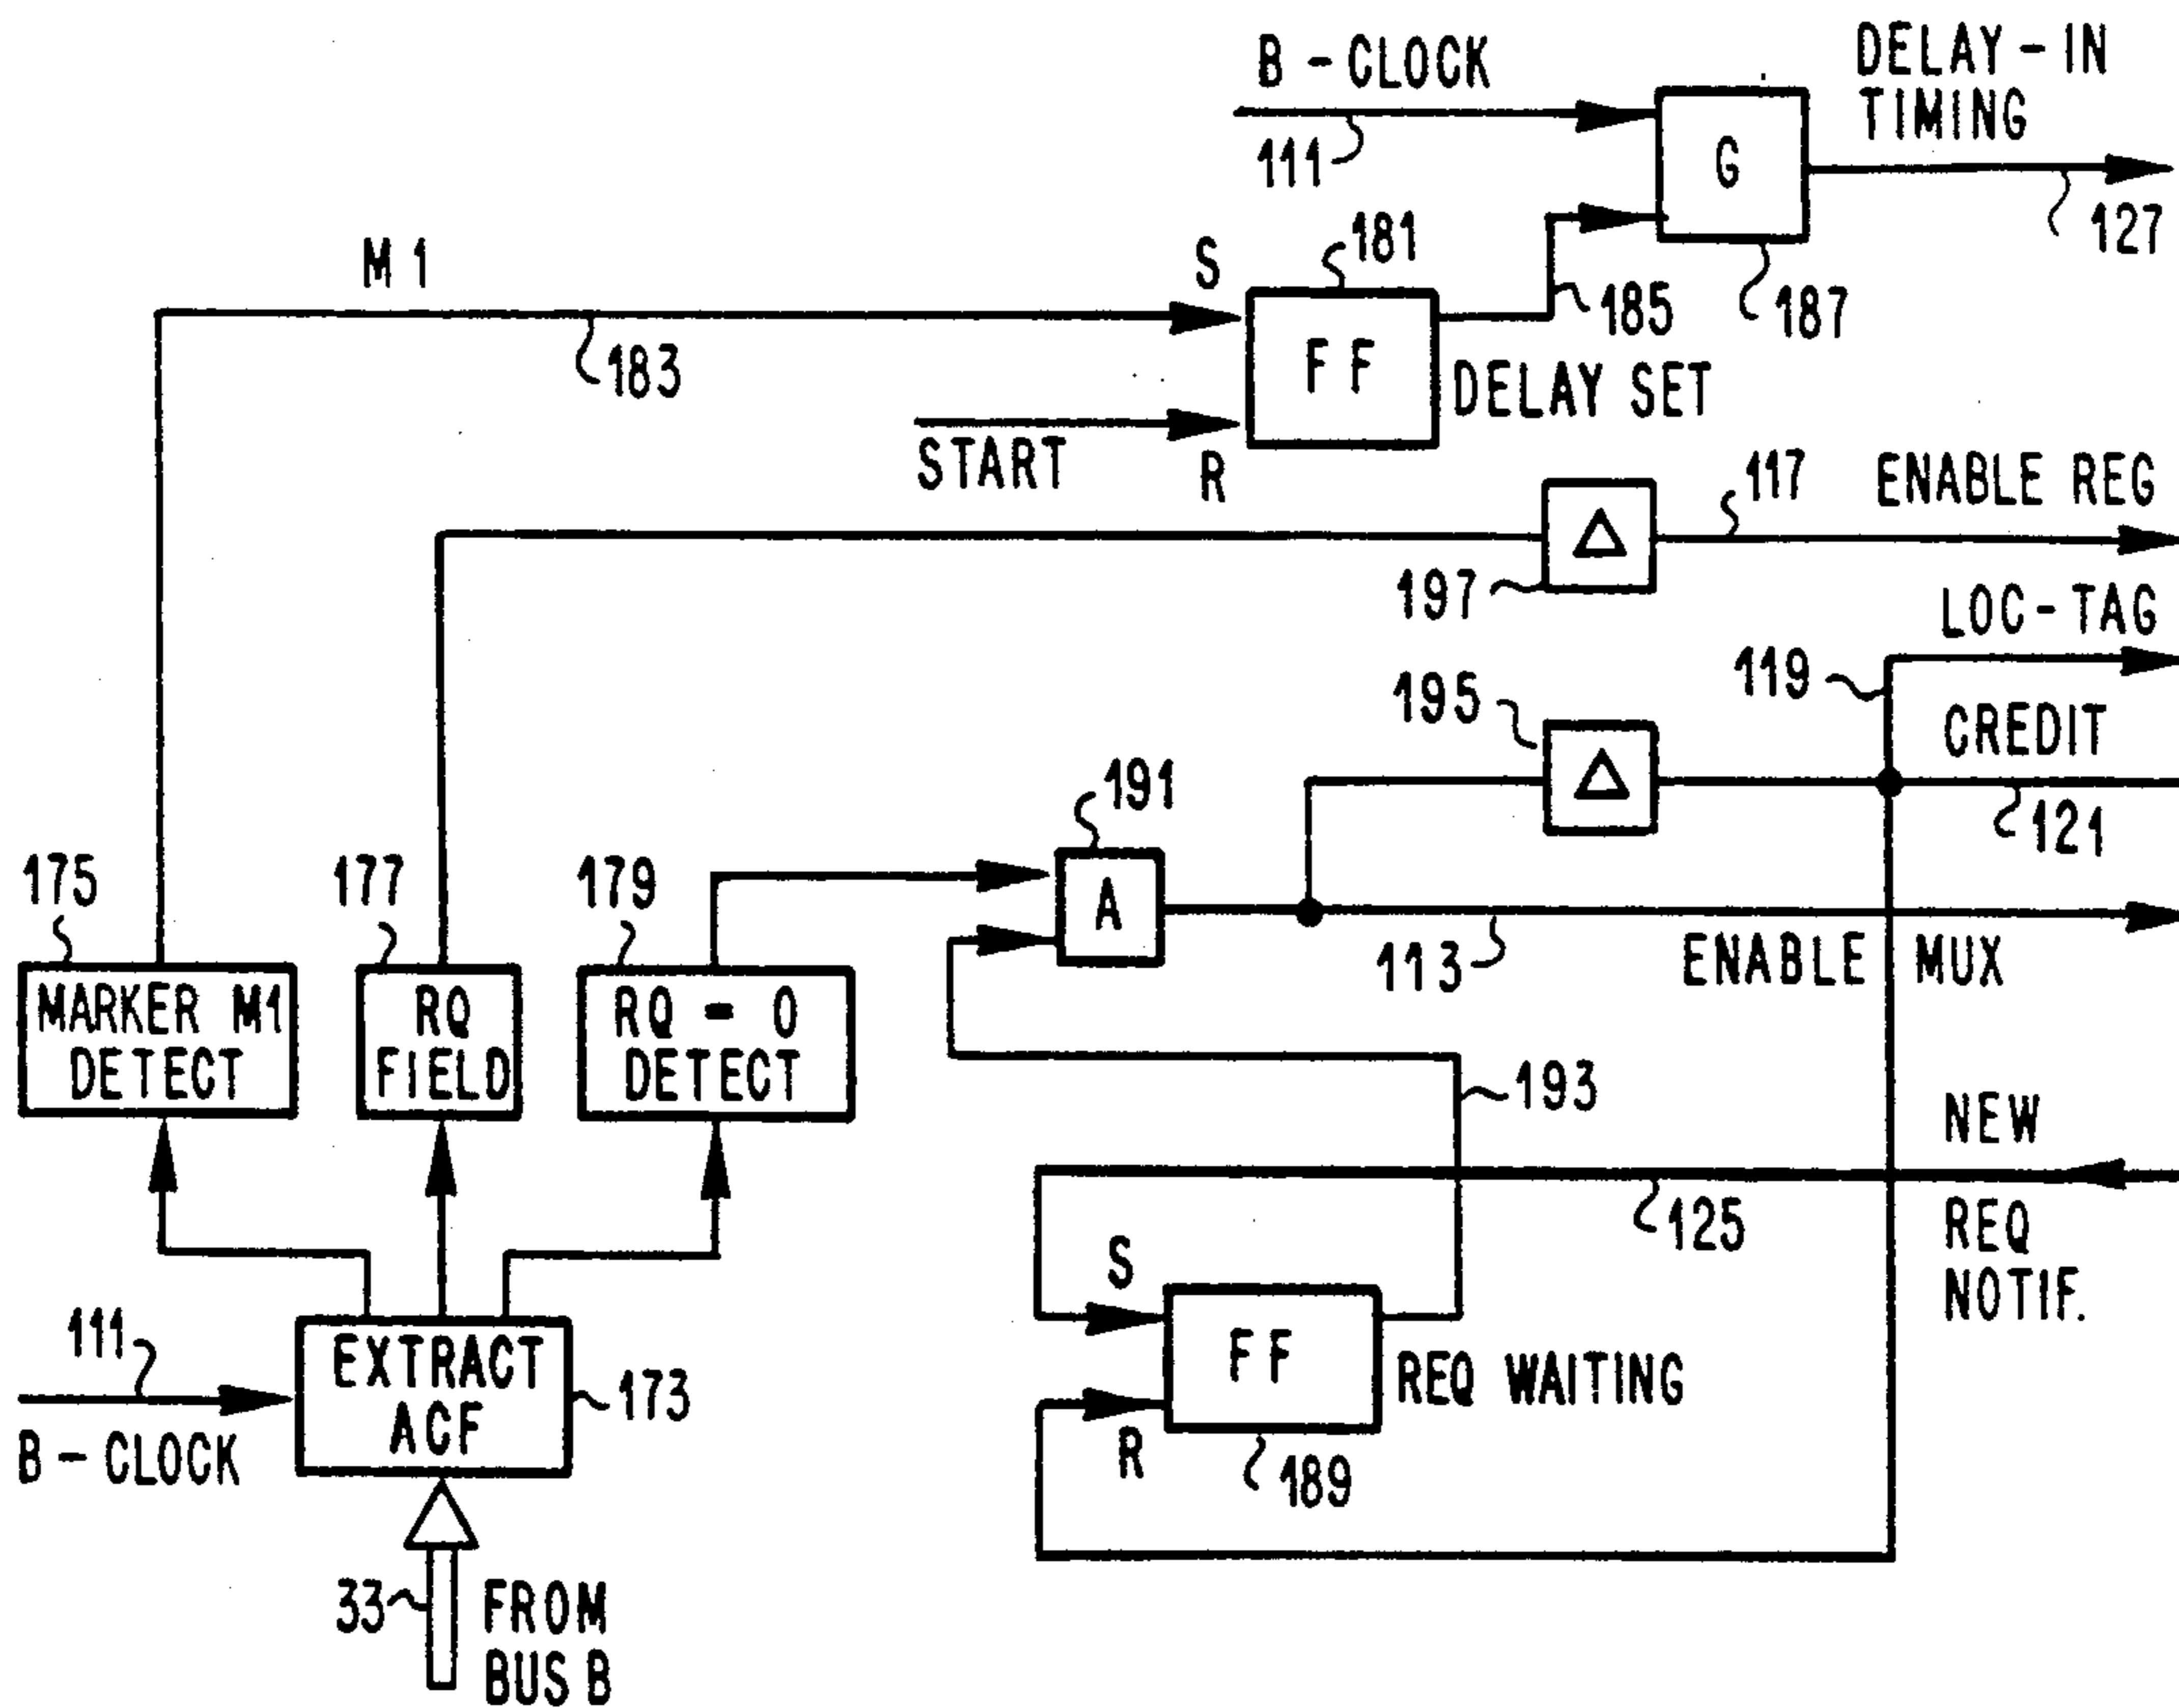 B - CLOCK
DELAY - IN
TIMING
G
111
127
M 1
S
181
185
187
183
F F
DELAY SET
START
R
117
ENABLE REG
197
LOC - TAG
119
195
CREDIT
191
121
175
177
179
A
113
ENABLE MUX
MARKER M1
DETECT
RQ
FIELD
RQ = 0
DETECT
193
NEW
125
REQ
NOTIF.
S
111
EXTRACT
ACF
173
F F
REQ WAITING
B - CLOCK
R
189
33
FROM
BUS B